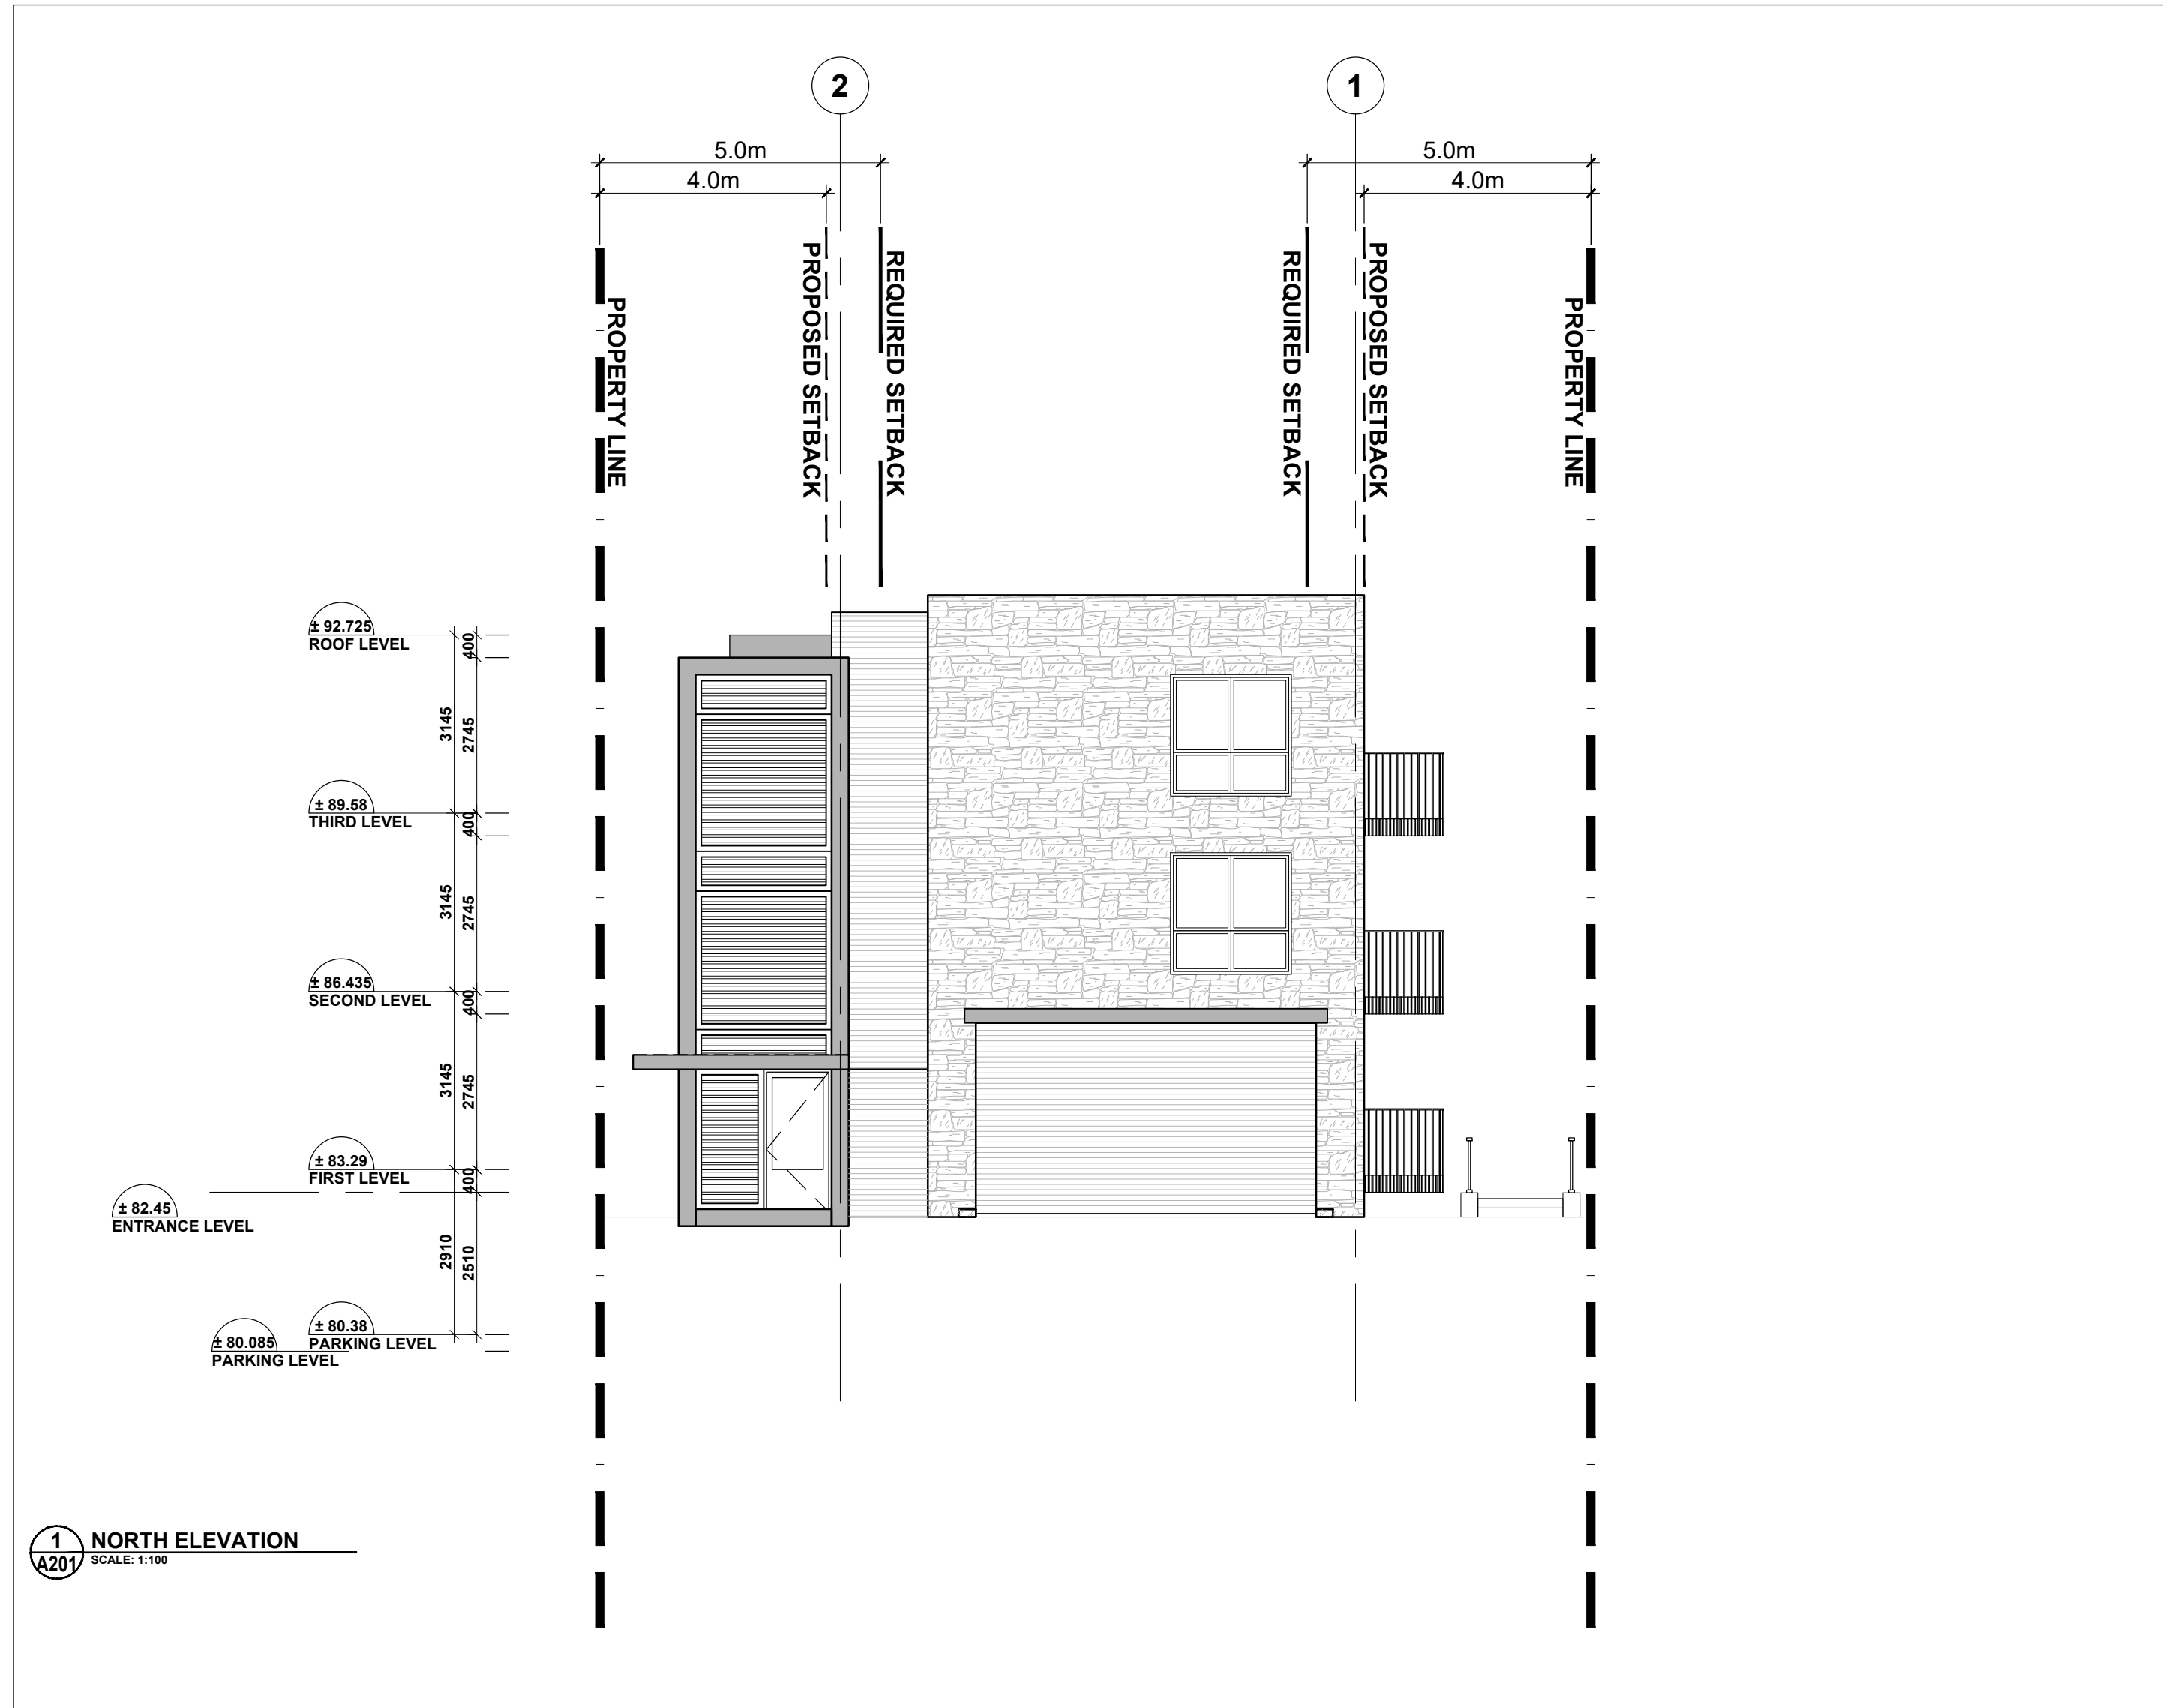 2
1
5.0m
5.0m
4.0m
4.0m
PROPERTY LINE
PROPOSED SETBACK
REQUIRED SETBACK
REQUIRED SETBACK
PROPOSED SETBACK
PROPERTY LINE
± 92.725
ROOF LEVEL
400
3145
2745
± 89.58
THIRD LEVEL
400
3145
2745
± 86.435
SECOND LEVEL
400
3145
2745
± 83.29
FIRST LEVEL
400
± 82.45
ENTRANCE LEVEL
2910
2510
± 80.38
PARKING LEVEL
± 80.085
PARKING LEVEL
1
A201
NORTH ELEVATION
SCALE: 1:100